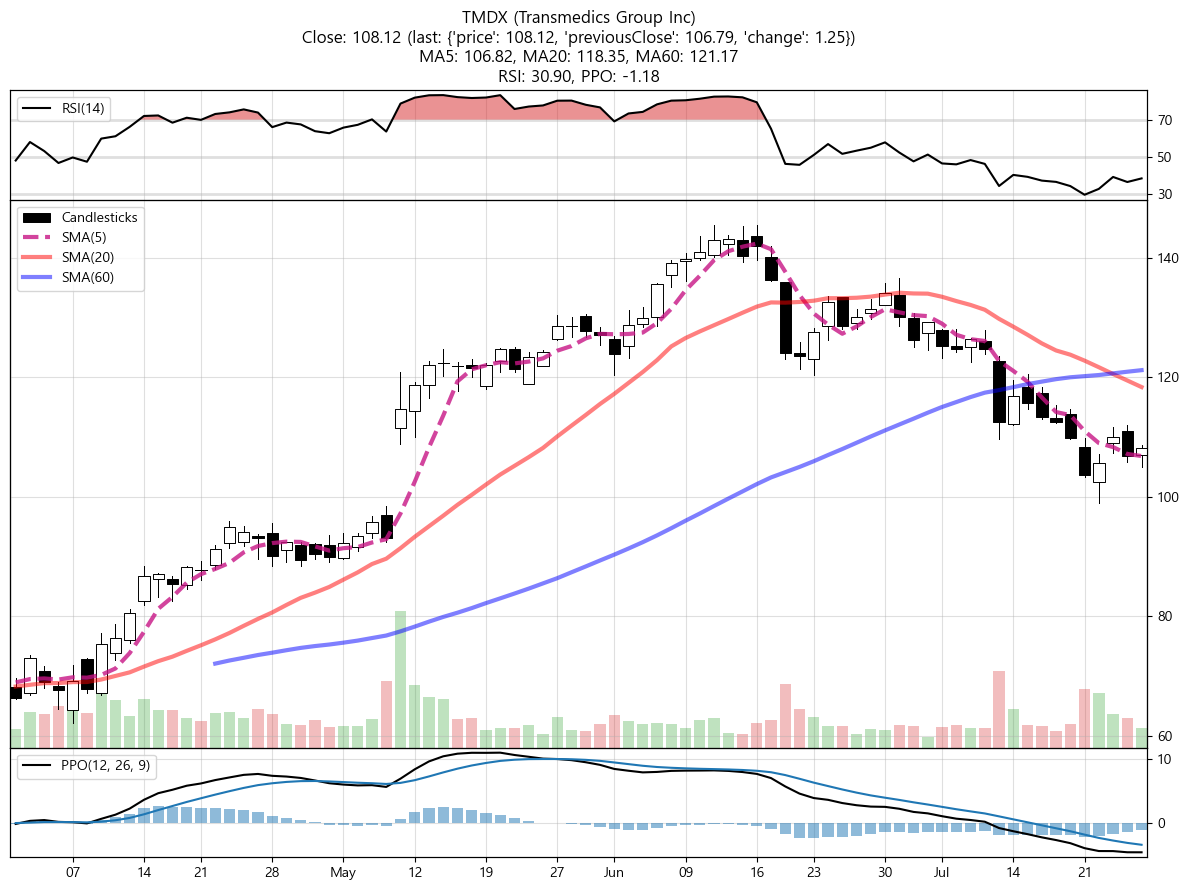 TMDX (Transmedics Group Inc)
Close: 108.12 (last: {'price': 108.12, 'previousClose': 106.79, 'change': 1.25})
MA5: 106.82, MA20: 118.35, MA60: 121.17
RSI: 30.90, PPO: -1.18
RSI(14)
70
50
30
Candlesticks
SMA(5)
SMA(20)
SMA(60)
140
120
100
80
60
PPO(12, 26, 9)
10
0
07 14 21 28 May 12 19 27 Jun 09 16 23 30 Jul 14 21